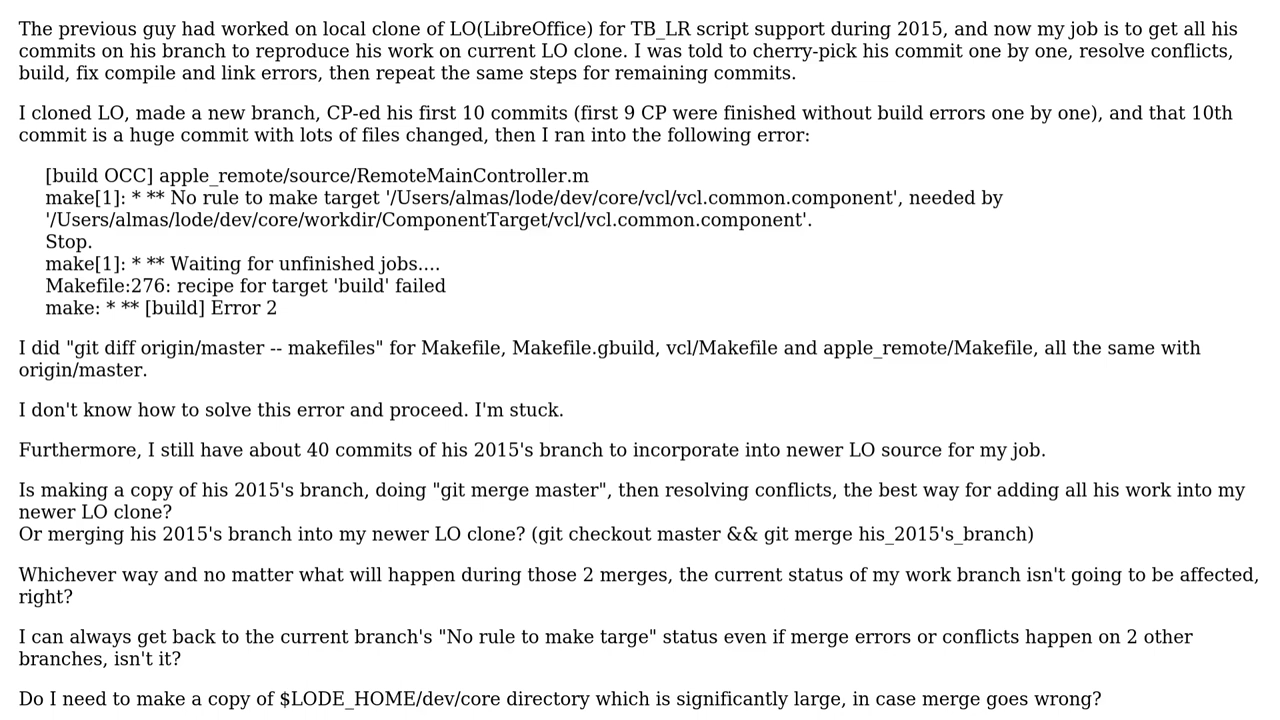 The previous guy had worked on local clone of LO(LibreOffice) for TB_LR script support during 2015, and now my job is to get all his
commits on his branch to reproduce his work on current LO clone. I was told to cherry-pick his commit one by one, resolve conflicts,
build, fix compile and link errors, then repeat the same steps for remaining commits.
I cloned LO, made a new branch, CP-ed his first 10 commits (first 9 CP were finished without build errors one by one), and that 10th
commit is a huge commit with lots of files changed, then I ran into the following error:
[build OCC] apple_remote/source/RemoteMainController.m
make[1]: * ** No rule to make target '/Users/almas/lode/dev/core/vcl/vcl.common.component', needed by
'/Users/almas/lode/dev/core/workdir/ComponentTarget/vcl/vcl.common.component'.
Stop.
make[1]: * ** Waiting for unfinished jobs....
Makefile:276: recipe for target 'build' failed
make: * ** [build] Error 2
I did "git diff origin/master -- makefiles" for Makefile, Makefile.gbuild, vcl/Makefile and apple_remote/Makefile, all the same with
origin/master.
I don't know how to solve this error and proceed. I'm stuck.
Furthermore, I still have about 40 commits of his 2015's branch to incorporate into newer LO source for my job.
Is making a copy of his 2015's branch, doing "git merge master", then resolving conflicts, the best way for adding all his work into my
newer LO clone?
Or merging his 2015's branch into my newer LO clone? (git checkout master && git merge his_2015's_branch)
Whichever way and no matter what will happen during those 2 merges, the current status of my work branch isn't going to be affected,
right?
I can always get back to the current branch's "No rule to make targe" status even if merge errors or conflicts happen on 2 other
branches, isn't it?
Do I need to make a copy of $LODE_HOME/dev/core directory which is significantly large, in case merge goes wrong?